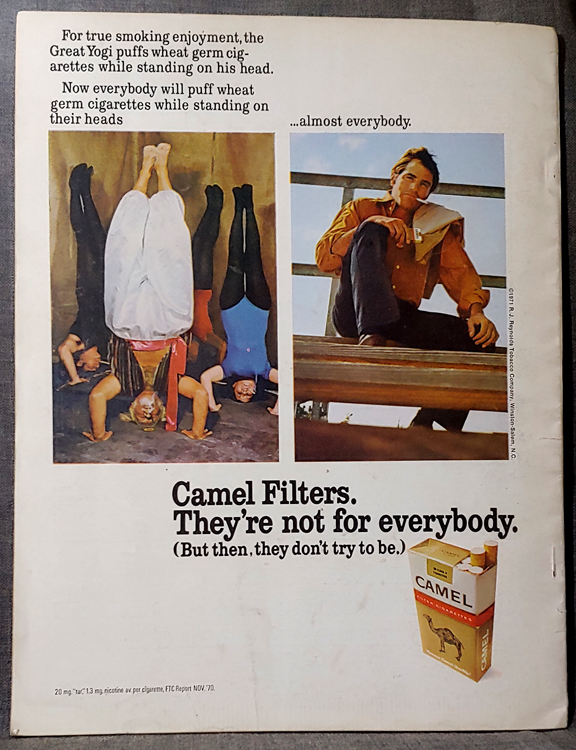 For true smoking enjoyment, the
Great Yogi puffs wheat germ cig-
arettes while standing on his head.
Now everybody will puff wheat
germ cigarettes while standing on
their heads
...almost everybody.
©1971 R.J. Reynolds Tobacco Company, Winston-Salem, N.C.
Camel Filters.
They're not for everybody.
(But then, they don't try to be.)
CAMEL
FILTER CIGARETTES
CAMEL
20 mg. "tar," 1.3 mg. nicotine av. per cigarette, FTC Report NOV. '70.